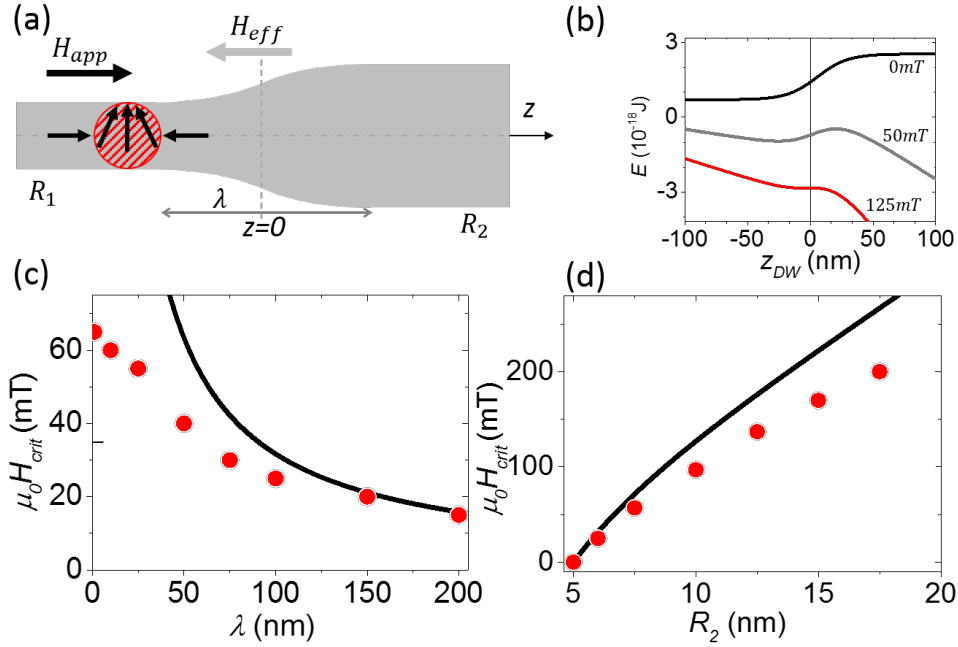 (a)
H_app
H_eff
z
R_1
λ
z=0
R_2
(b)
3
0
-3
E (10^-18 J)
0mT
50mT
125mT
-100 -50 0 50 100
z_DW (nm)
(c)
60
40
20
0
μ_0H_crit (mT)
0 50 100 150 200
λ (nm)
(d)
200
100
0
μ_0H_crit (mT)
5 10 15 20
R_2 (nm)